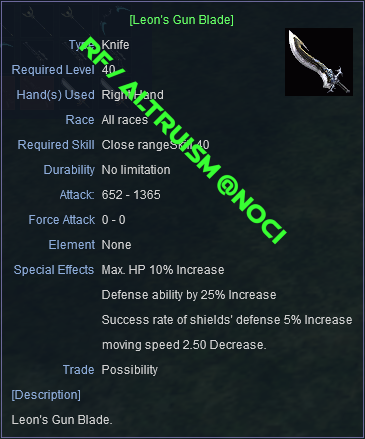 [Leon's Gun Blade]
Type Knife
Required Level 40
Hand(s) Used Right Hand
Race All races
Required Skill Close rangeSkill 40
Durability No limitation
Attack: 652 - 1365
Force Attack 0 - 0
Element None
Special Effects Max. HP 10% Increase
Defense ability by 25% Increase
Success rate of shields' defense 5% Increase
moving speed 2.50 Decrease.
Trade Possibility
[Description]
Leon's Gun Blade.
RF/ ALTRUISM @NOCI